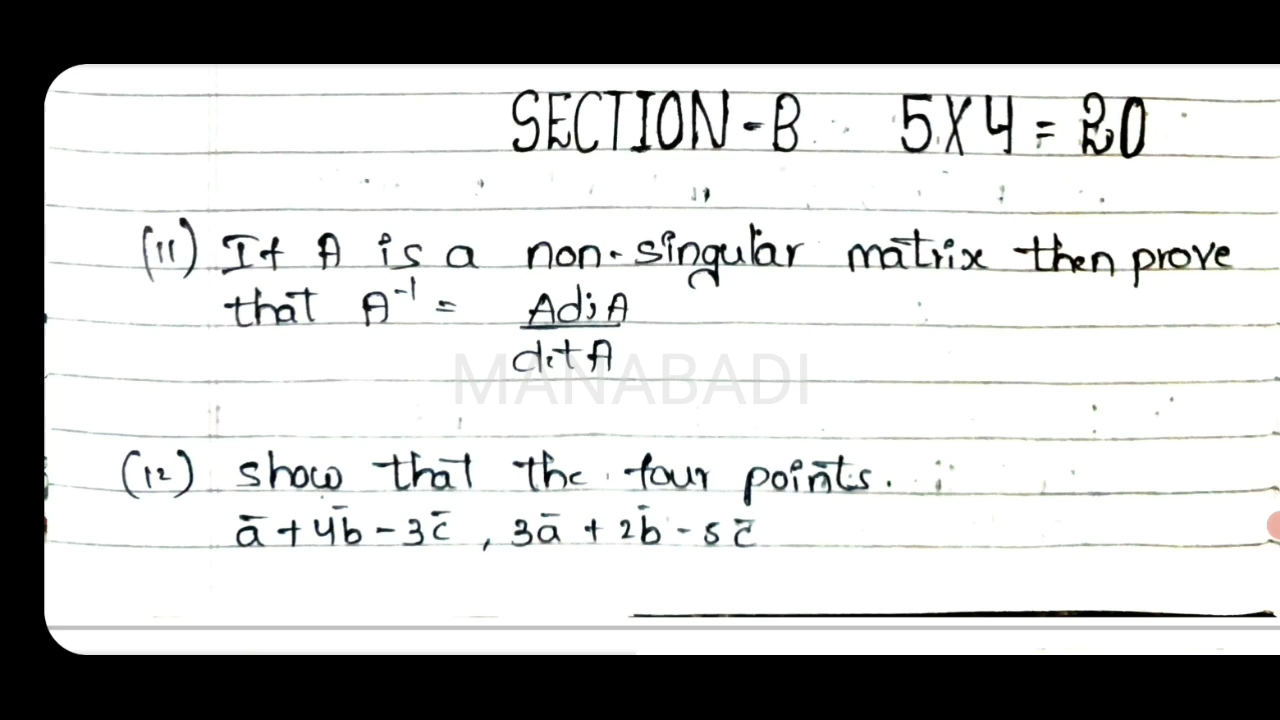 SECTION-B 5X4=20
(11) If A is a non-singular matrix then prove
that A⁻¹ = AdjA
detA
MANABADI
(12) show that the four points.
ā + 4b̄ - 3c̄ , 3ā + 2b̄ - 5c̄